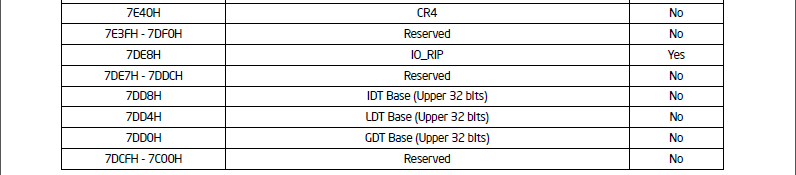 7E40H CR4 No
7E3FH - 7DF0H Reserved No
7DE8H IO_RIP Yes
7DE7H - 7DDCH Reserved No
7DD8H IDT Base (Upper 32 bits) No
7DD4H LDT Base (Upper 32 bits) No
7DD0H GDT Base (Upper 32 bits) No
7DCFH - 7C00H Reserved No